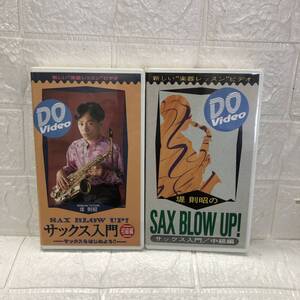 新しい"楽器レッスン"ビデオ
DO
Video
堤 則昭
SAX BLOW UP!
サックス入門
サックスをはじめよう!!
新しい"楽器レッスン"ビデオ
DO
Video
堤 則昭の
SAX BLOW UP!
サックス入門/中級編